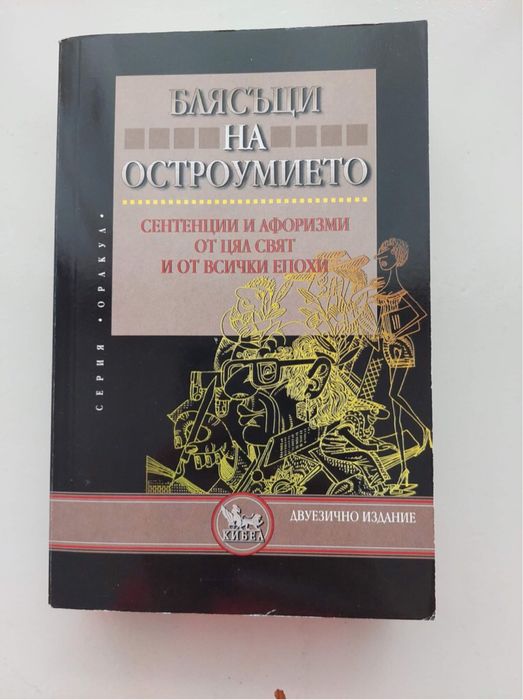 БЛЯСЪЦИ
НА
ОСТРОУМИЕТО
СЕНТЕНЦИИ И АФОРИЗМИ
ОТ ЦЯЛ СВЯТ
И ОТ ВСИЧКИ ЕПОХИ
СЕРИЯ • ОРАКУЛ •
КИБЕА
ДВУЕЗИЧНО ИЗДАНИЕ